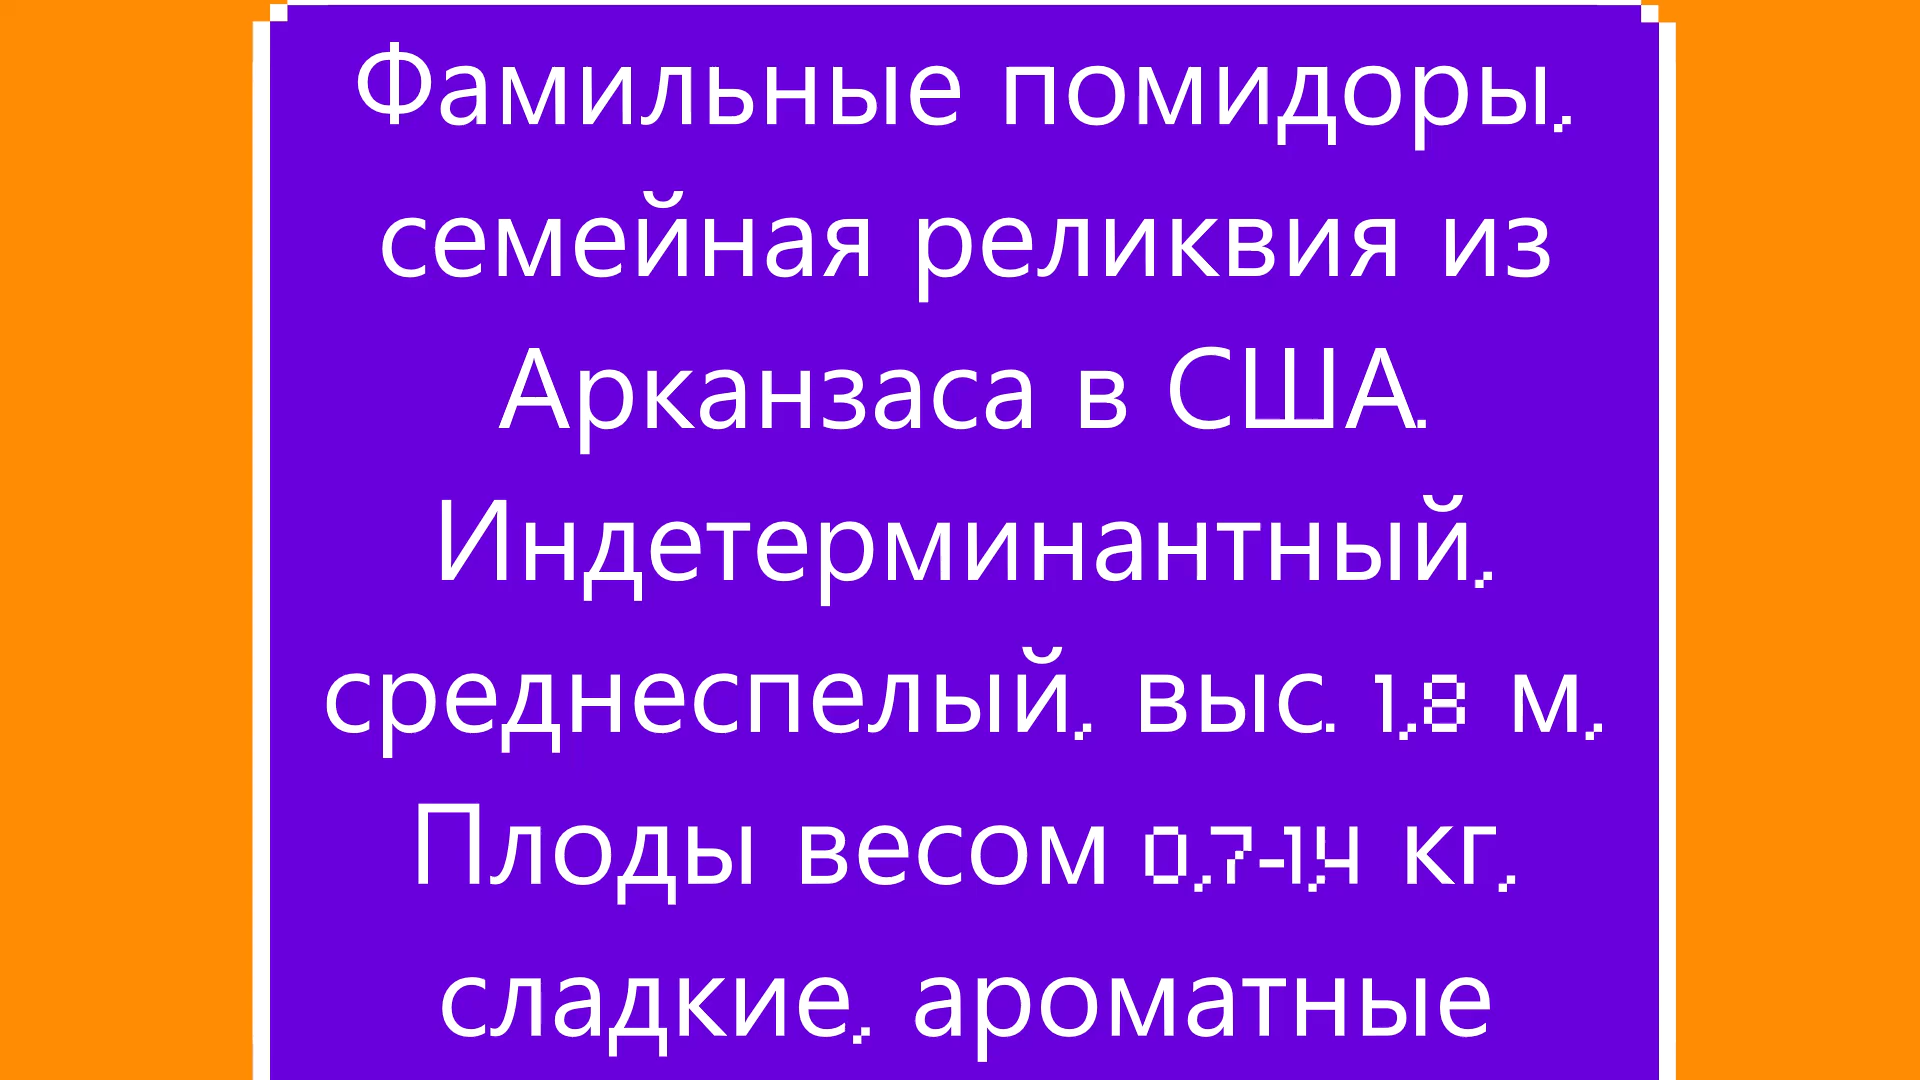 Фамильные помидоры,
семейная реликвия из
Арканзаса в США.
Индетерминантный,
среднеспелый, выс. 1,8 м,
Плоды весом 0,7-1,4 кг,
сладкие, ароматные